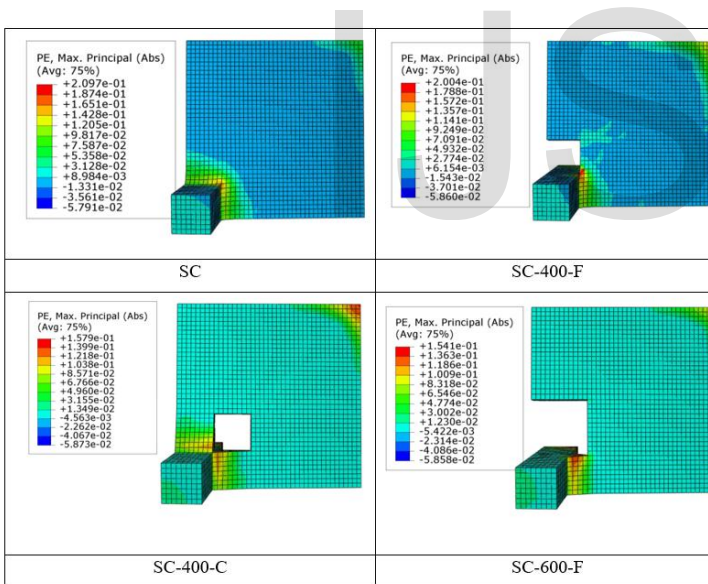 PE, Max. Principal (Abs)
(Avg: 75%)
+2.097e-01
+1.874e-01
+1.651e-01
+1.428e-01
+1.205e-01
+9.817e-02
+7.587e-02
+5.358e-02
+3.128e-02
+8.984e-03
-1.331e-02
-3.561e-02
-5.791e-02
PE, Max. Principal (Abs)
(Avg: 75%)
+2.004e-01
+1.788e-01
+1.572e-01
+1.357e-01
+1.141e-01
+9.249e-02
+7.091e-02
+4.932e-02
+2.774e-02
+6.154e-03
-1.543e-02
-3.701e-02
-5.860e-02
SC
SC-400-F
PE, Max. Principal (Abs)
(Avg: 75%)
+1.579e-01
+1.399e-01
+1.218e-01
+1.038e-01
+8.571e-02
+6.766e-02
+4.960e-02
+3.155e-02
+1.349e-02
-4.563e-03
-2.262e-02
-4.067e-02
-5.873e-02
PE, Max. Principal (Abs)
(Avg: 75%)
+1.541e-01
+1.363e-01
+1.186e-01
+1.009e-01
+8.318e-02
+6.546e-02
+4.774e-02
+3.002e-02
+1.230e-02
-5.422e-03
-2.314e-02
-4.086e-02
-5.858e-02
SC-400-C
SC-600-F